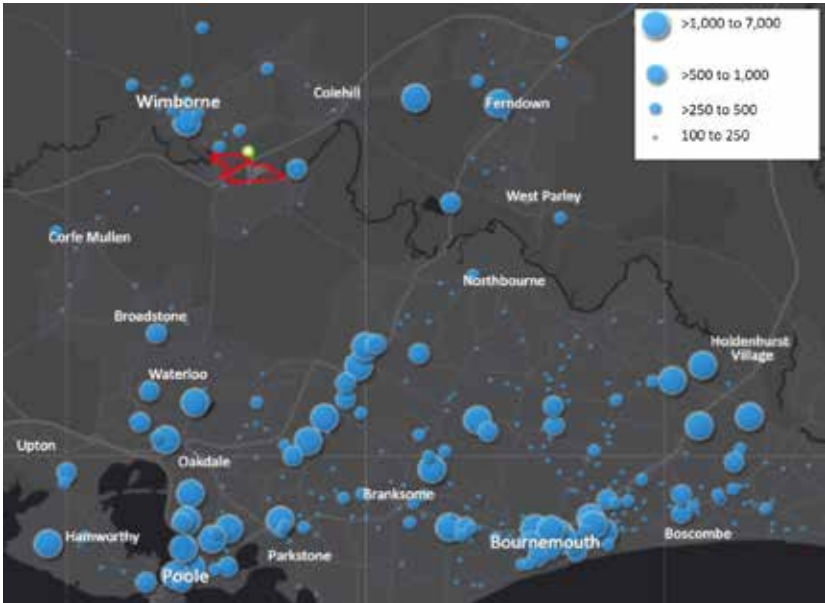 >1,000 to 7,000
>500 to 1,000
>250 to 500
100 to 250
Colehill
Wimborne
Ferndown
West Parley
Corfe Mullen
Northbourne
Broadstone
Holdenhurst
Village
Waterloo
Upton
Oakdale
Branksome
Hamworthy
Parkstone
Bournemouth
Boscombe
Poole